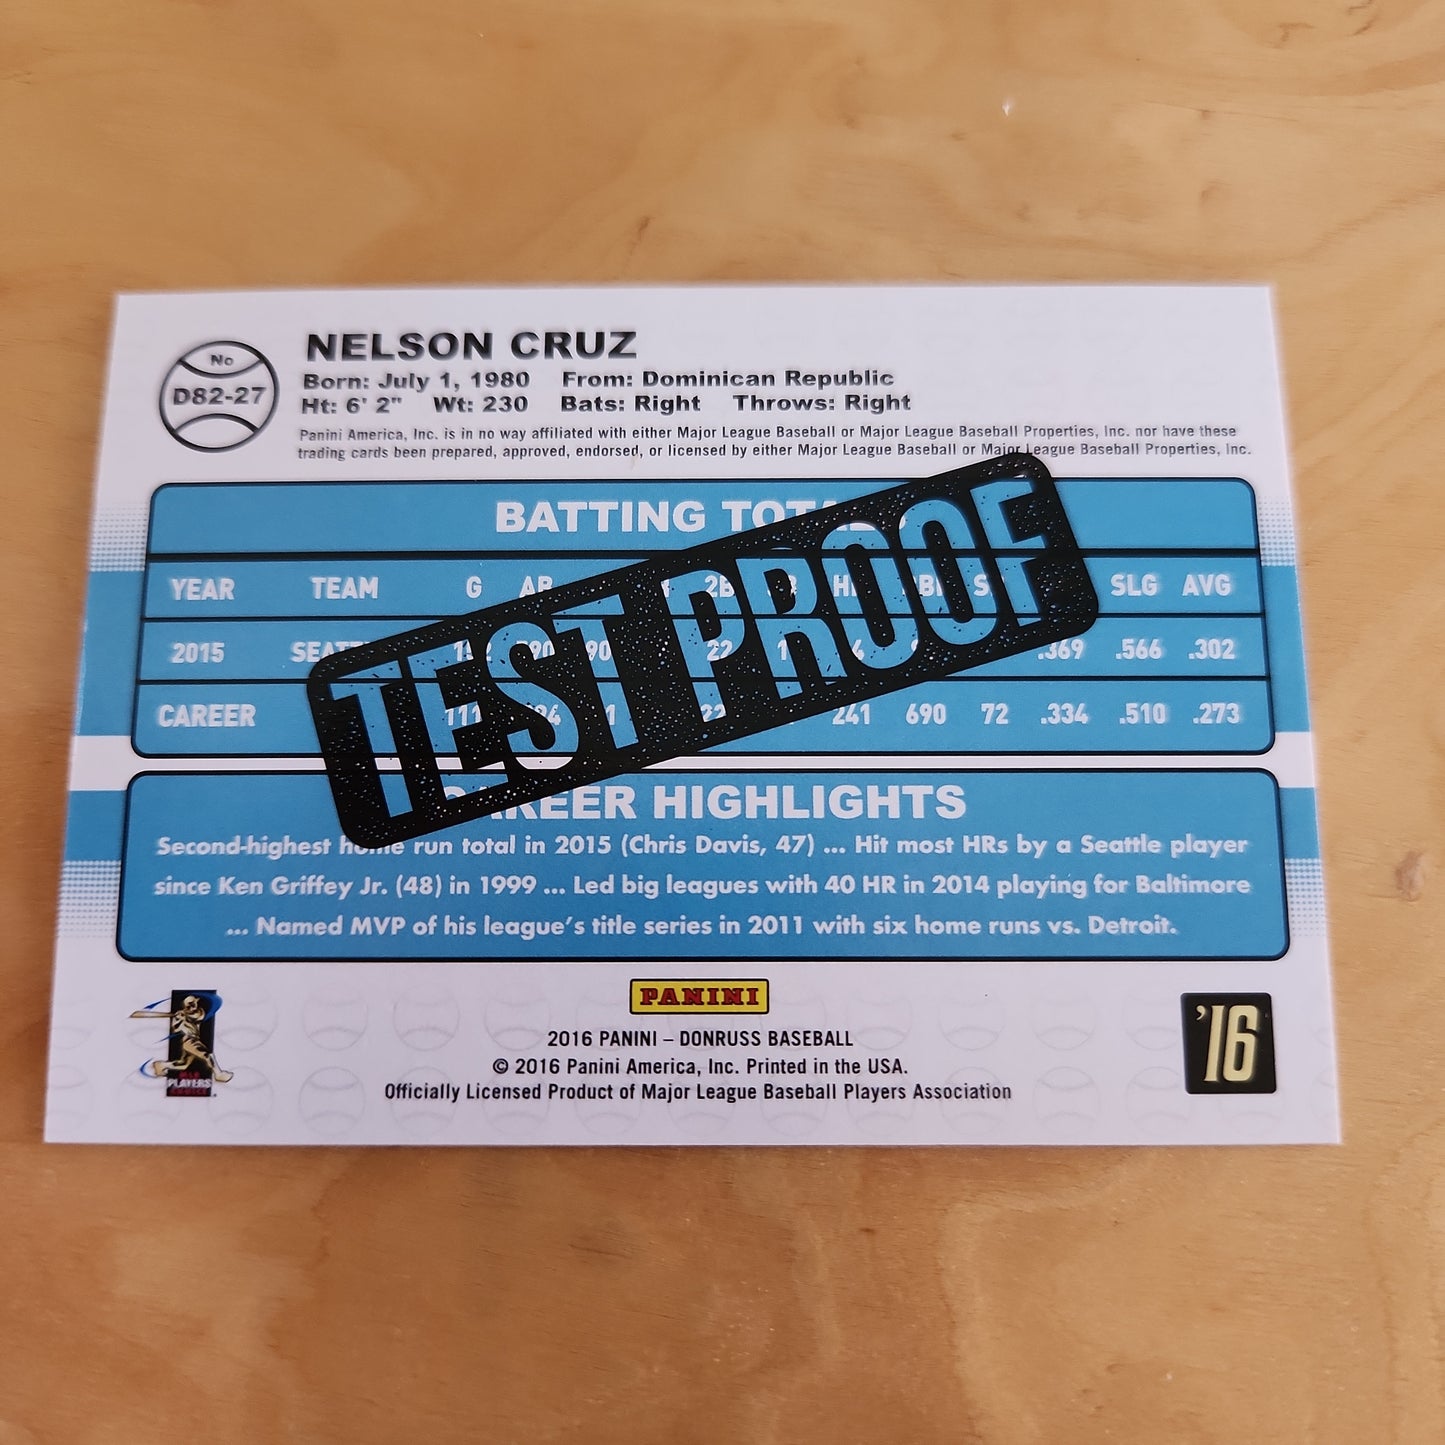 No
D82-27
NELSON CRUZ
Born: July 1, 1980 From: Dominican Republic
Ht: 6' 2" Wt: 230 Bats: Right Throws: Right
Panini America, Inc. is in no way affiliated with either Major League Baseball or Major League Baseball Properties, Inc. nor have these
trading cards been prepared, approved, endorsed, or licensed by either Major League Baseball or Major League Baseball Properties, Inc.
BATTING
TEST PROOF
YEAR TEAM G AB 2B SLG AVG
2015 22 .369 .566 .302
CAREER 241 690 72 .334 .510 .273
CAREER HIGHLIGHTS
Second-highest home run total in 2015 (Chris Davis, 47) ... Hit most HRs by a Seattle player
since Ken Griffey Jr. (48) in 1999 ... Led big leagues with 40 HR in 2014 playing for Baltimore
... Named MVP of his league's title series in 2011 with six home runs vs. Detroit.
PANINI
2016 PANINI – DONRUSS BASEBALL
© 2016 Panini America, Inc. Printed in the USA.
Officially Licensed Product of Major League Baseball Players Association
PLAYERS
CHOICE
'16